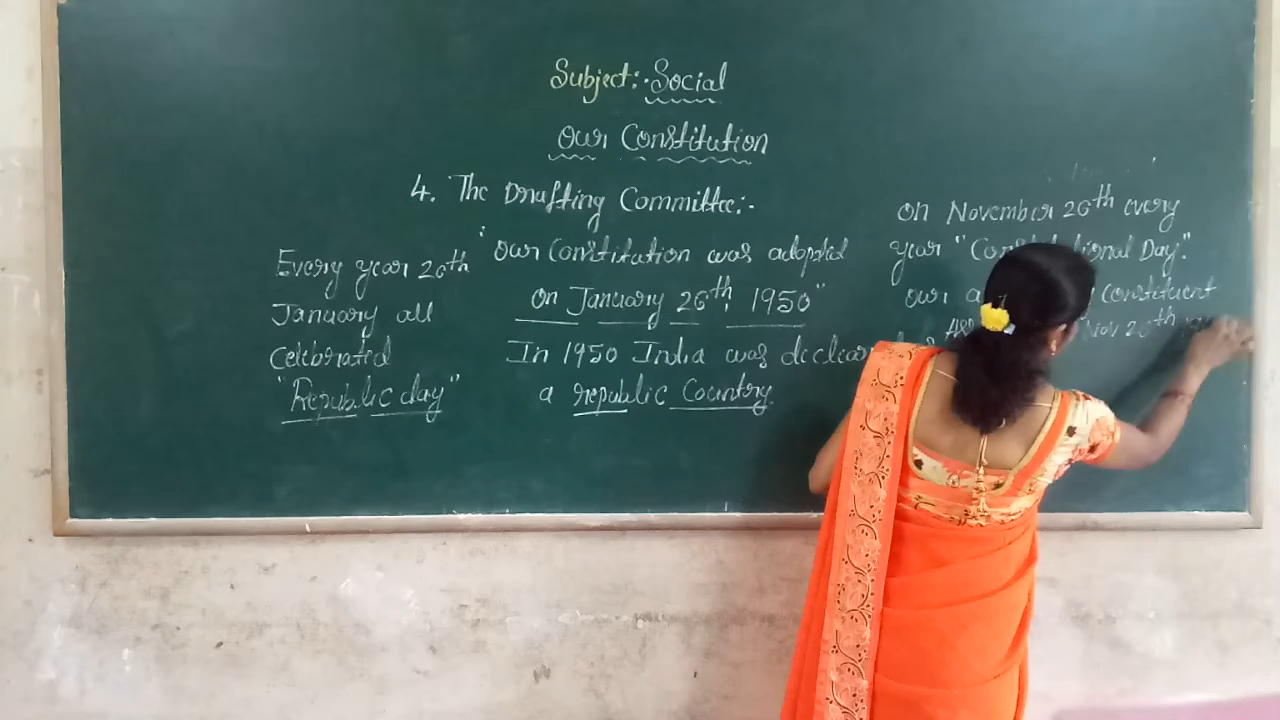 Subject:- Social
Our Constitution
4. The Drafting Committee:-
Every year 26th
January all
Celebrated
"Republic day"
"Our Constitution was adopted
on January 26th, 1950"
In 1950 India was declear
a republic Country.
On November 26th every
year "Constitutional Day".
our constituent
Nov 26th